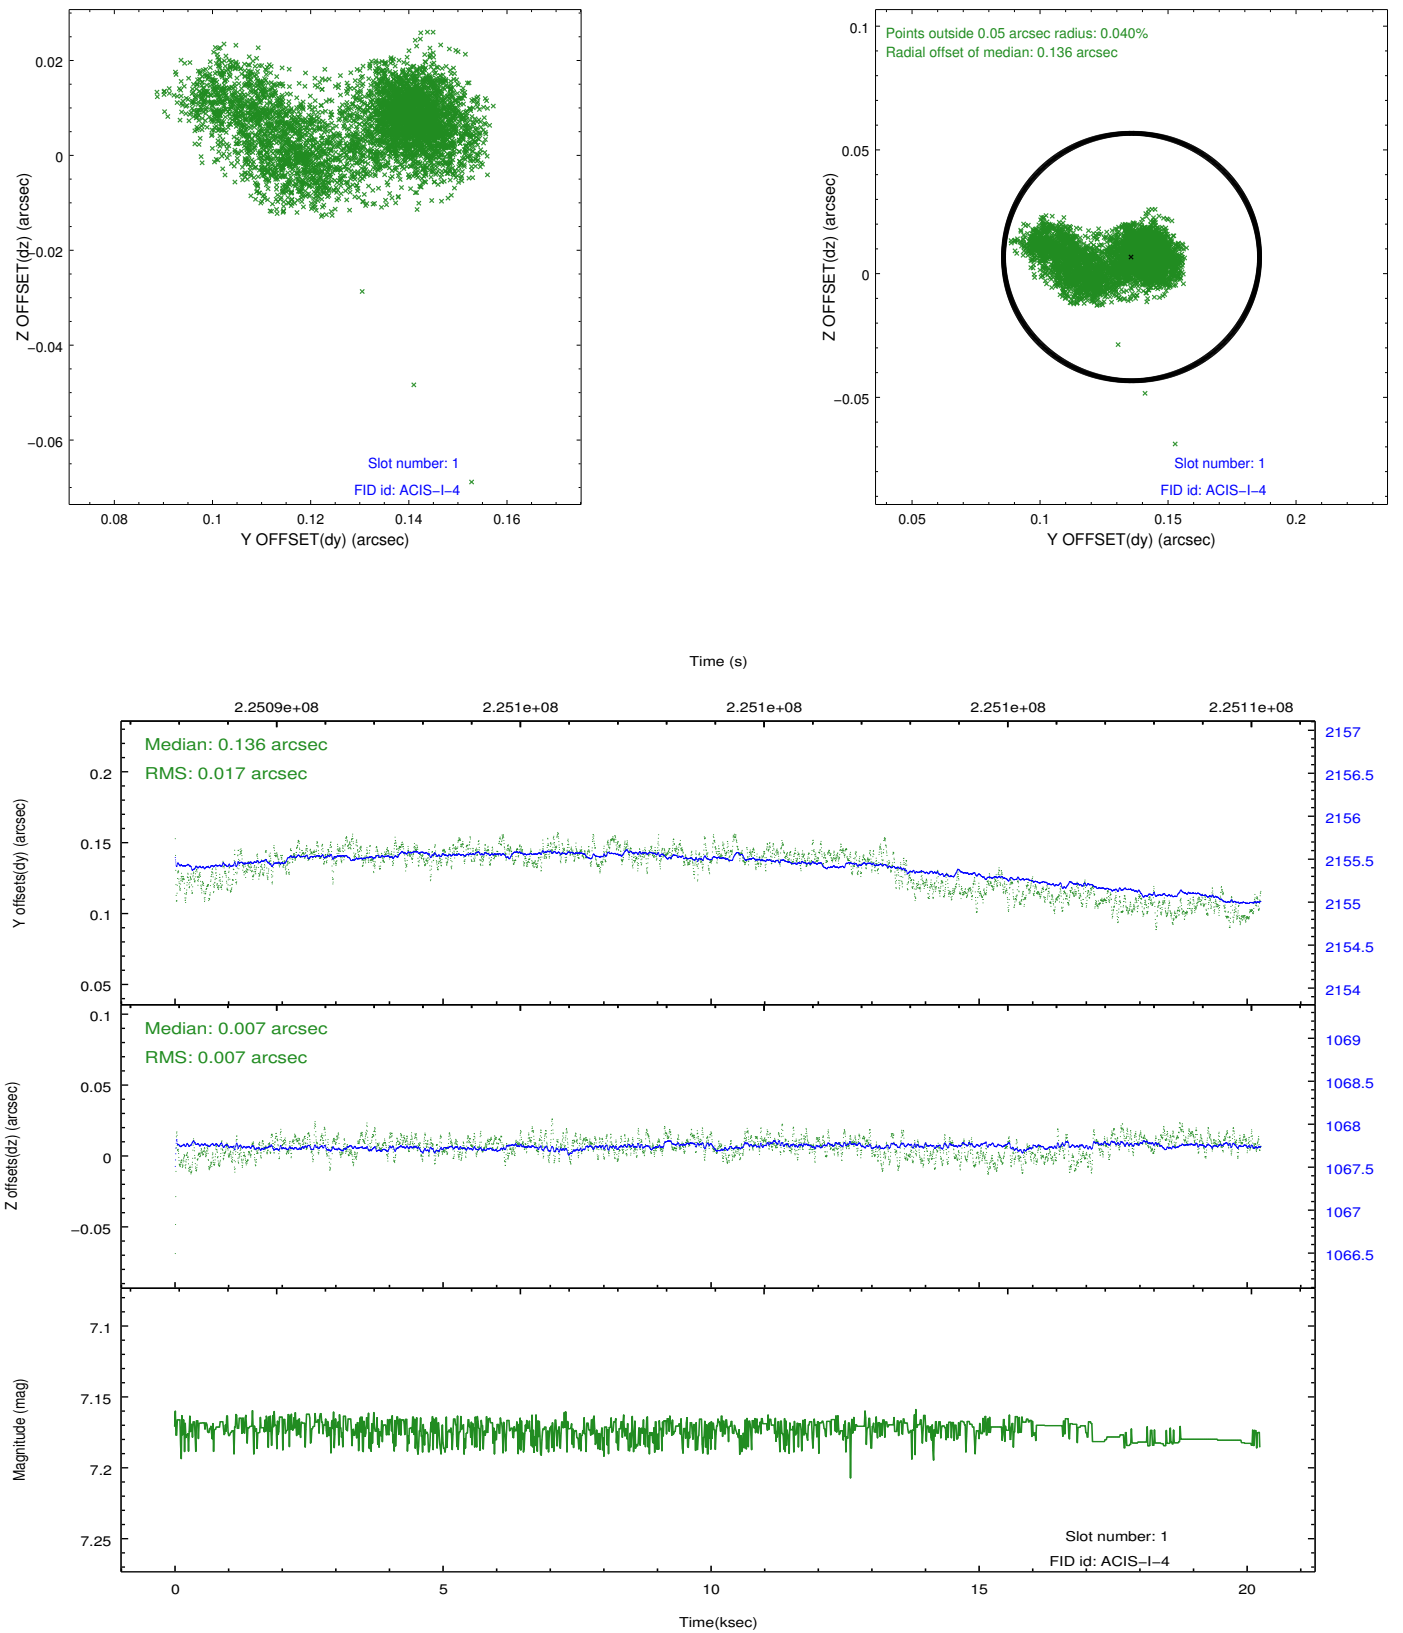 0.02
0
−0.02
−0.04
−0.06
Z OFFSET(dz) (arcsec)
Slot number: 1
FID id: ACIS−I−4
0.08 0.1 0.12 0.14 0.16
Y OFFSET(dy) (arcsec)
Points outside 0.05 arcsec radius: 0.040%
Radial offset of median: 0.136 arcsec
0.1
0.05
0
−0.05
Z OFFSET(dz) (arcsec)
Slot number: 1
FID id: ACIS−I−4
0.05 0.1 0.15 0.2
Y OFFSET(dy) (arcsec)
Time (s)
2.2509e+08 2.251e+08 2.251e+08 2.251e+08 2.2511e+08
Median: 0.136 arcsec
RMS: 0.017 arcsec
0.2
0.15
0.1
0.05
Y offsets(dy) (arcsec)
2157
2156.5
2156
2155.5
2155
2154.5
2154
Median: 0.007 arcsec
RMS: 0.007 arcsec
0.1
0.05
0
−0.05
Z offsets(dz) (arcsec)
1069
1068.5
1068
1067.5
1067
1066.5
7.1
7.15
7.2
7.25
Magnitude (mag)
Slot number: 1
FID id: ACIS−I−4
0 5 10 15 20
Time(ksec)